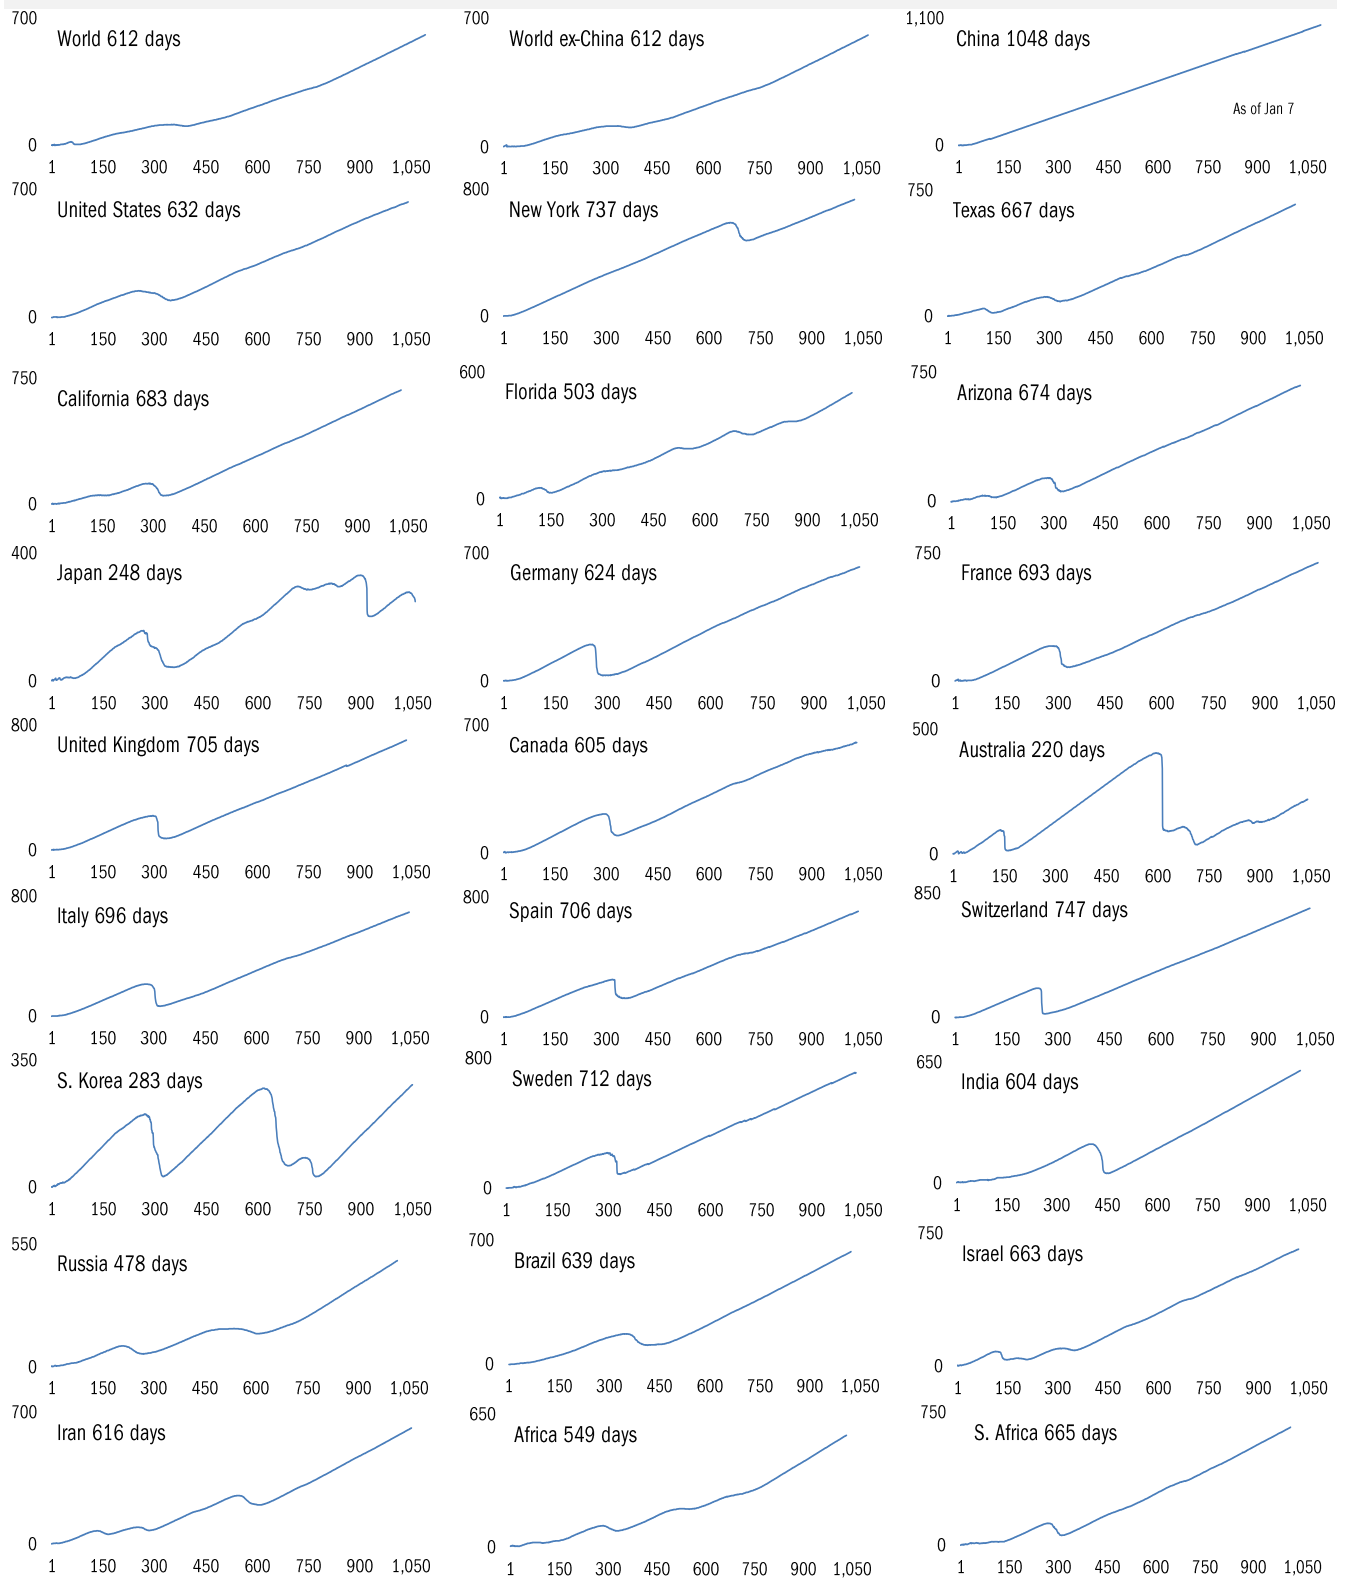 700
World 612 days
0
1 150 300 450 600 750 900 1,050
700
World ex-China 612 days
0
1 150 300 450 600 750 900 1,050
1,100
China 1048 days
As of Jan 7
0
1 150 300 450 600 750 900 1,050
700
United States 632 days
0
1 150 300 450 600 750 900 1,050
800
New York 737 days
0
1 150 300 450 600 750 900 1,050
750
Texas 667 days
0
1 150 300 450 600 750 900 1,050
750
California 683 days
0
1 150 300 450 600 750 900 1,050
600
Florida 503 days
0
1 150 300 450 600 750 900 1,050
750
Arizona 674 days
0
1 150 300 450 600 750 900 1,050
400
Japan 248 days
0
1 150 300 450 600 750 900 1,050
700
Germany 624 days
0
1 150 300 450 600 750 900 1,050
750
France 693 days
0
1 150 300 450 600 750 900 1,050
800
United Kingdom 705 days
0
1 150 300 450 600 750 900 1,050
700
Canada 605 days
0
1 150 300 450 600 750 900 1,050
500
Australia 220 days
0
1 150 300 450 600 750 900 1,050
800
Italy 696 days
0
1 150 300 450 600 750 900 1,050
800
Spain 706 days
0
1 150 300 450 600 750 900 1,050
850
Switzerland 747 days
0
1 150 300 450 600 750 900 1,050
350
S. Korea 283 days
0
1 150 300 450 600 750 900 1,050
800
Sweden 712 days
0
1 150 300 450 600 750 900 1,050
650
India 604 days
0
1 150 300 450 600 750 900 1,050
550
Russia 478 days
0
1 150 300 450 600 750 900 1,050
700
Brazil 639 days
0
1 150 300 450 600 750 900 1,050
750
Israel 663 days
0
1 150 300 450 600 750 900 1,050
700
Iran 616 days
0
1 150 300 450 600 750 900 1,050
650
Africa 549 days
0
1 150 300 450 600 750 900 1,050
750
S. Africa 665 days
0
1 150 300 450 600 750 900 1,050